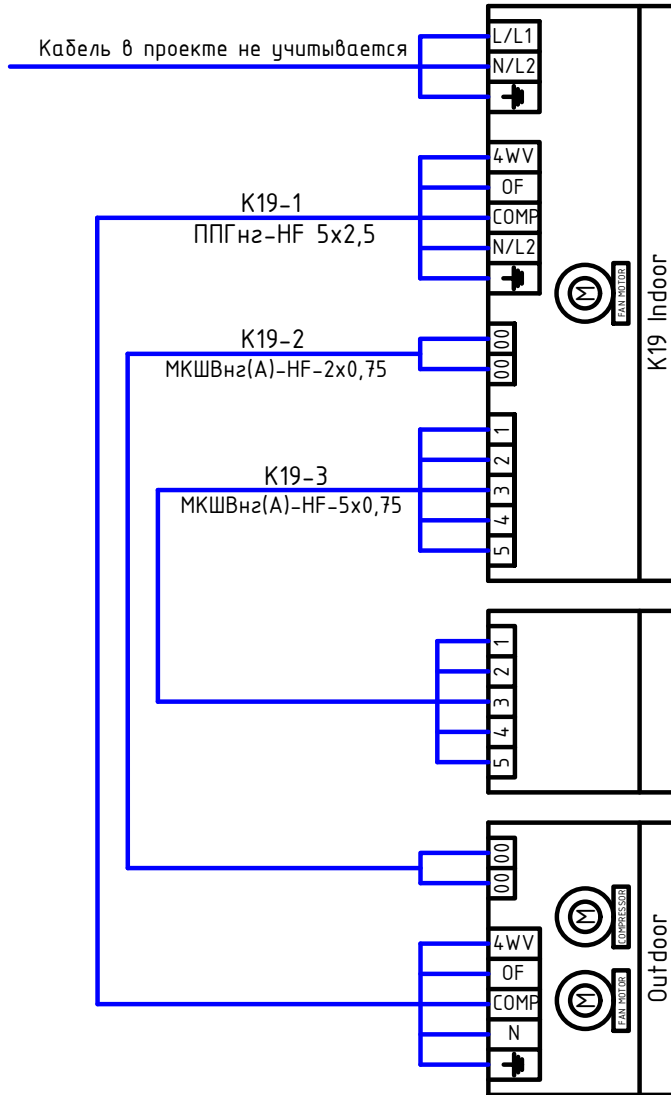 Кабель в проекте не учитывается
L/L1
N/L2
4WV
OF
COMP
N/L2
K19-1
ППГнг-HF 5x2,5
FAN MOTOR
M
K19 Indoor
K19-2
МКШВнг(А)-HF-2x0,75
00
00
K19-3
МКШВнг(А)-HF-5x0,75
1
2
3
4
5
1
2
3
4
5
00
00
M
COMPRESSOR
4WV
OF
COMP
N
M
FAN MOTOR
Outdoor